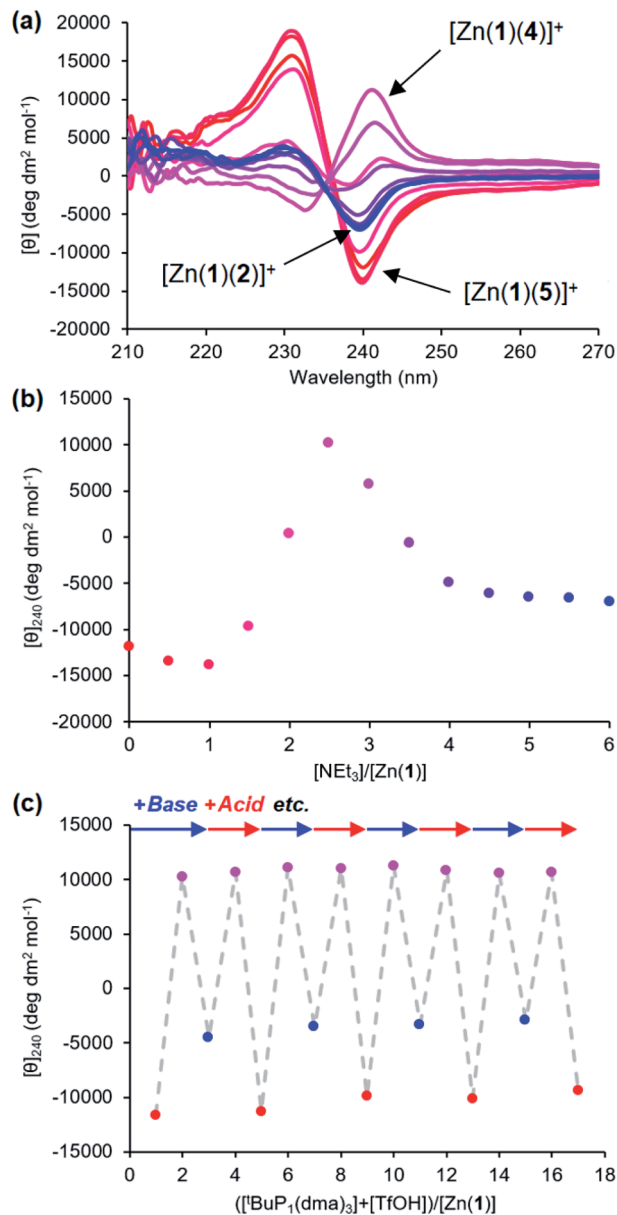 (a)
20000
15000
10000
5000
0
-5000
-10000
-15000
-20000
[θ] (deg dm² mol⁻¹)
[Zn(1)(4)]⁺
[Zn(1)(2)]⁺
[Zn(1)(5)]⁺
210 220 230 240 250 260 270
Wavelength (nm)
(b)
15000
10000
5000
0
-5000
-10000
-15000
-20000
[θ]₂₄₀ (deg dm² mol⁻¹)
0 1 2 3 4 5 6
[NEt₃]/[Zn(1)]
(c)
+Base +Acid etc.
15000
10000
5000
0
-5000
-10000
-15000
[θ]₂₄₀ (deg dm² mol⁻¹)
0 2 4 6 8 10 12 14 16 18
([ᵗBuP₁(dma)₃]+[TfOH])/[Zn(1)]